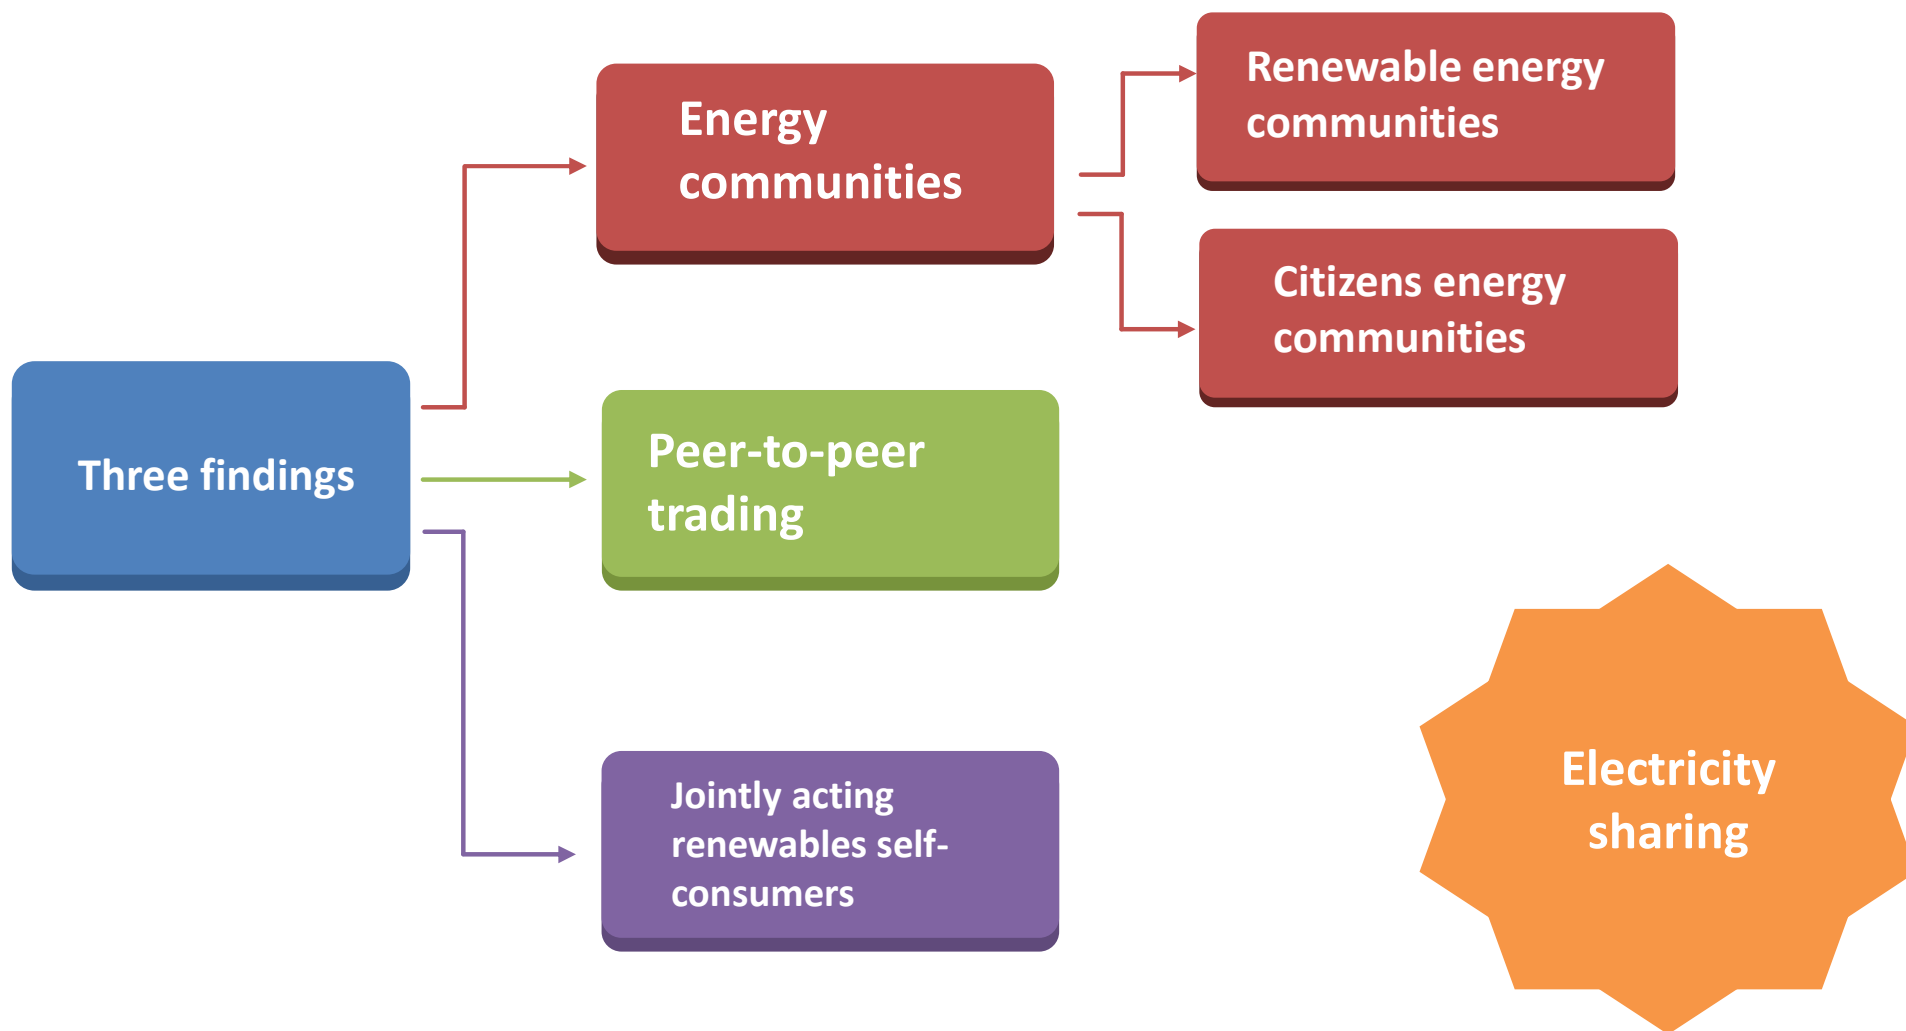 Three findings
Energy
communities
Renewable energy
communities
Citizens energy
communities
Peer-to-peer
trading
Jointly acting
renewables self-
consumers
Electricity
sharing